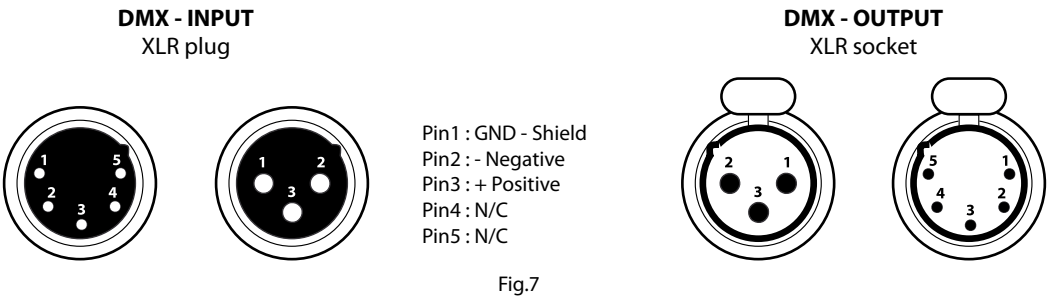 DMX - INPUT
XLR plug
DMX - OUTPUT
XLR socket
1 5
2 4
3
1 2
3
Pin1 : GND - Shield
Pin2 : - Negative
Pin3 : + Positive
Pin4 : N/C
Pin5 : N/C
2 1
3
5 1
4 2
3
Fig.7